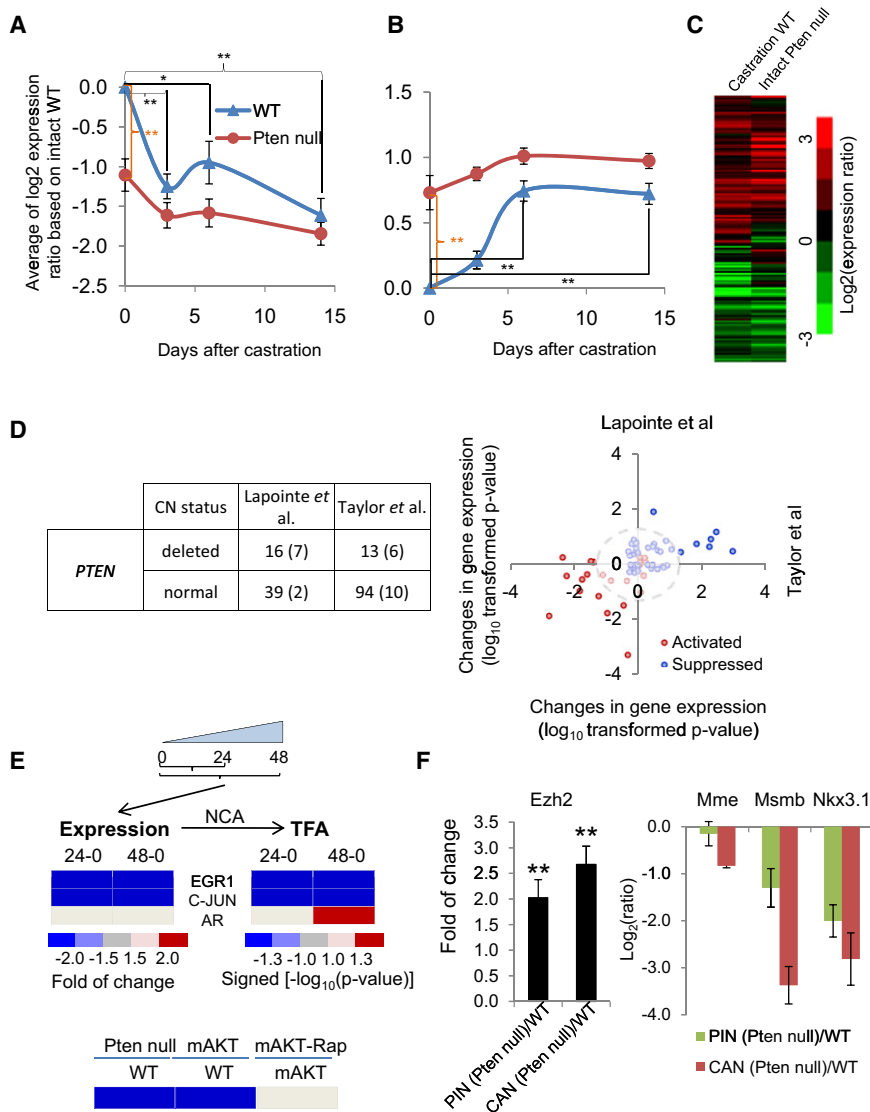 A
Average of log2 expression
ratio based on intact WT
0.0
-0.5
-1.0
-1.5
-2.0
-2.5
0
5
10
15
Days after castration
**
*
**
**
WT
Pten null
B
1.5
1.0
0.5
0.0
0
5
10
15
Days after castration
**
**
**
C
Castration WT
Intact Pten null
3
0
-3
Log2(expression ratio)
D
CN status
Lapointe et al.
Taylor et al.
PTEN
deleted
16 (7)
13 (6)
normal
39 (2)
94 (10)
Lapointe et al
Taylor et al
Changes in gene expression
(log10 transformed p-value)
4
2
0
-2
-4
-4
-2
0
2
4
Activated
Suppressed
Changes in gene expression
(log10 transformed p-value)
E
0
24
48
*
*
Expression
NCA
TFA
24-0 48-0
24-0 48-0
EGR1
C-JUN
AR
-2.0 -1.5 1.5 2.0
Fold of change
-1.3 -1.0 1.0 1.3
Signed [-log10(p-value)]
Pten null mAKT mAKT-Rap
WT WT mAKT
F
Ezh2
Fold of change
3.5
3.0
2.5
2.0
1.5
1.0
0.5
0.0
**
**
PIN (Pten null)/WT
CAN (Pten null)/WT
Mme Msmb Nkx3.1
Log2(ratio)
0.0
-1.0
-2.0
-3.0
-4.0
PIN (Pten null)/WT
CAN (Pten null)/WT